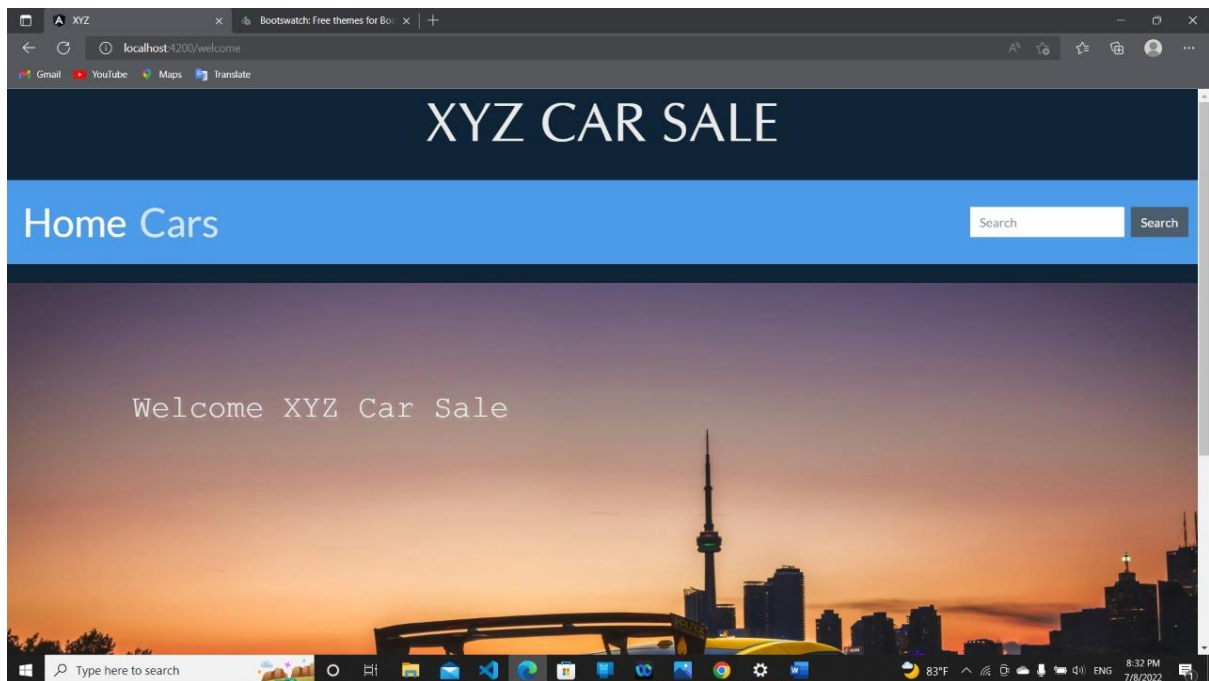 XYZ
Bootswatch: Free themes for Boo
localhost:4200/welcome
Gmail YouTube Maps Translate
XYZ CAR SALE
Home Cars
Search Search
Welcome XYZ Car Sale
Type here to search
83°F ENG 8:32 PM
7/8/2022